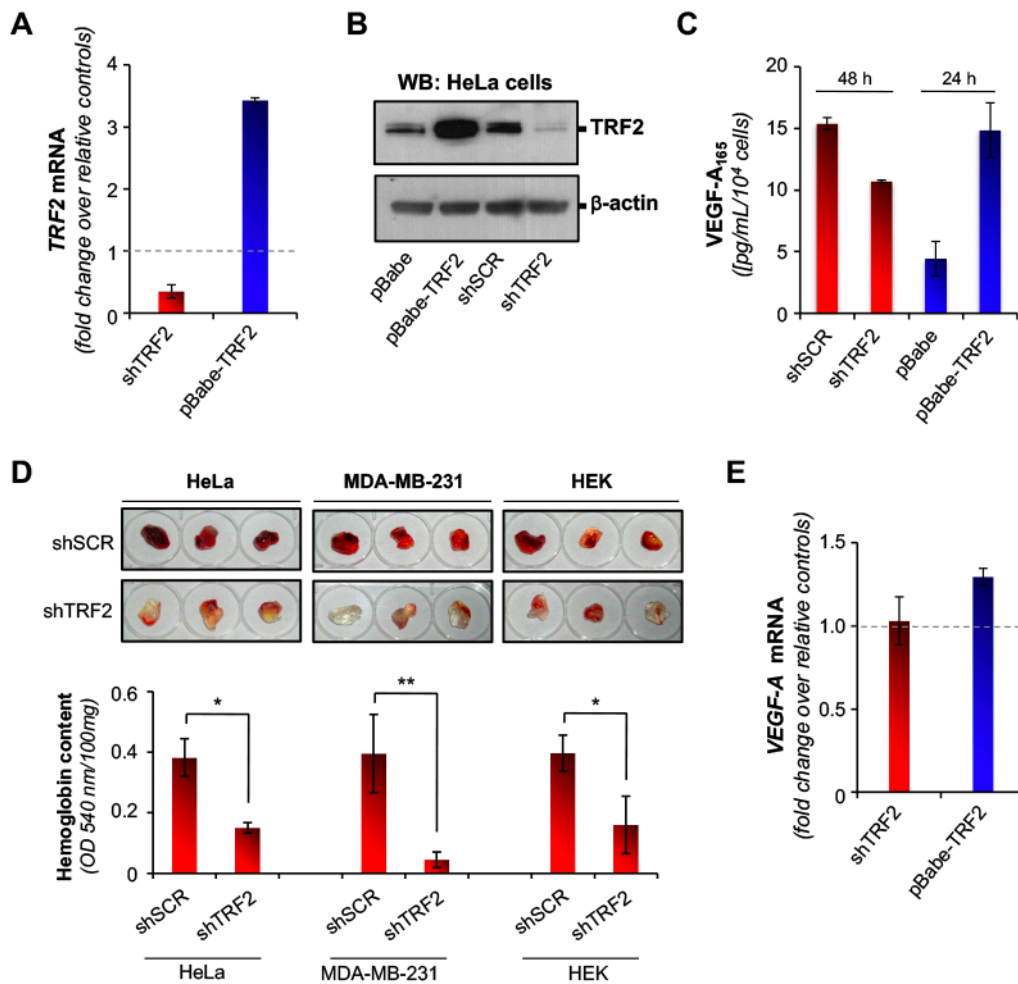 A
TRF2 mRNA
(fold change over relative controls)
4
3
2
1
0
shTRF2
pBabe-TRF2
B
WB: HeLa cells
TRF2
β-actin
pBabe
pBabe-TRF2
shSCR
shTRF2
C
VEGF-A165
([pg/mL/10⁴ cells)
20
15
10
5
0
48 h
24 h
shSCR
shTRF2
pBabe
pBabe-TRF2
D
HeLa
MDA-MB-231
HEK
shSCR
shTRF2
Hemoglobin content
(OD 540 nm/100mg)
0.6
0.4
0.2
0
*
**
*
shSCR
shTRF2
shSCR
shTRF2
shSCR
shTRF2
HeLa
MDA-MB-231
HEK
E
VEGF-A mRNA
(fold change over relative controls)
1.5
1.0
0.5
0
shTRF2
pBabe-TRF2